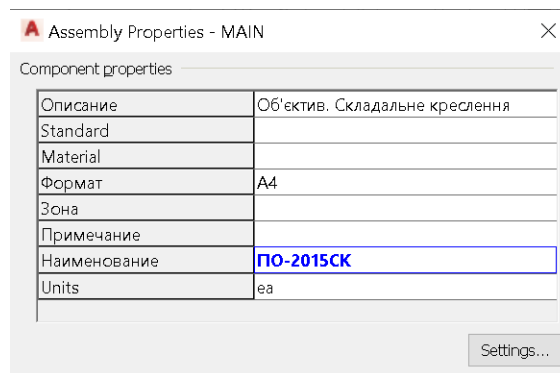 Assembly Properties - MAIN
Component properties
Описание Об'єктив. Складальне креслення
Standard
Material
Формат А4
Зона
Примечание
Наименование ПО-2015СК
Units ea
Settings...